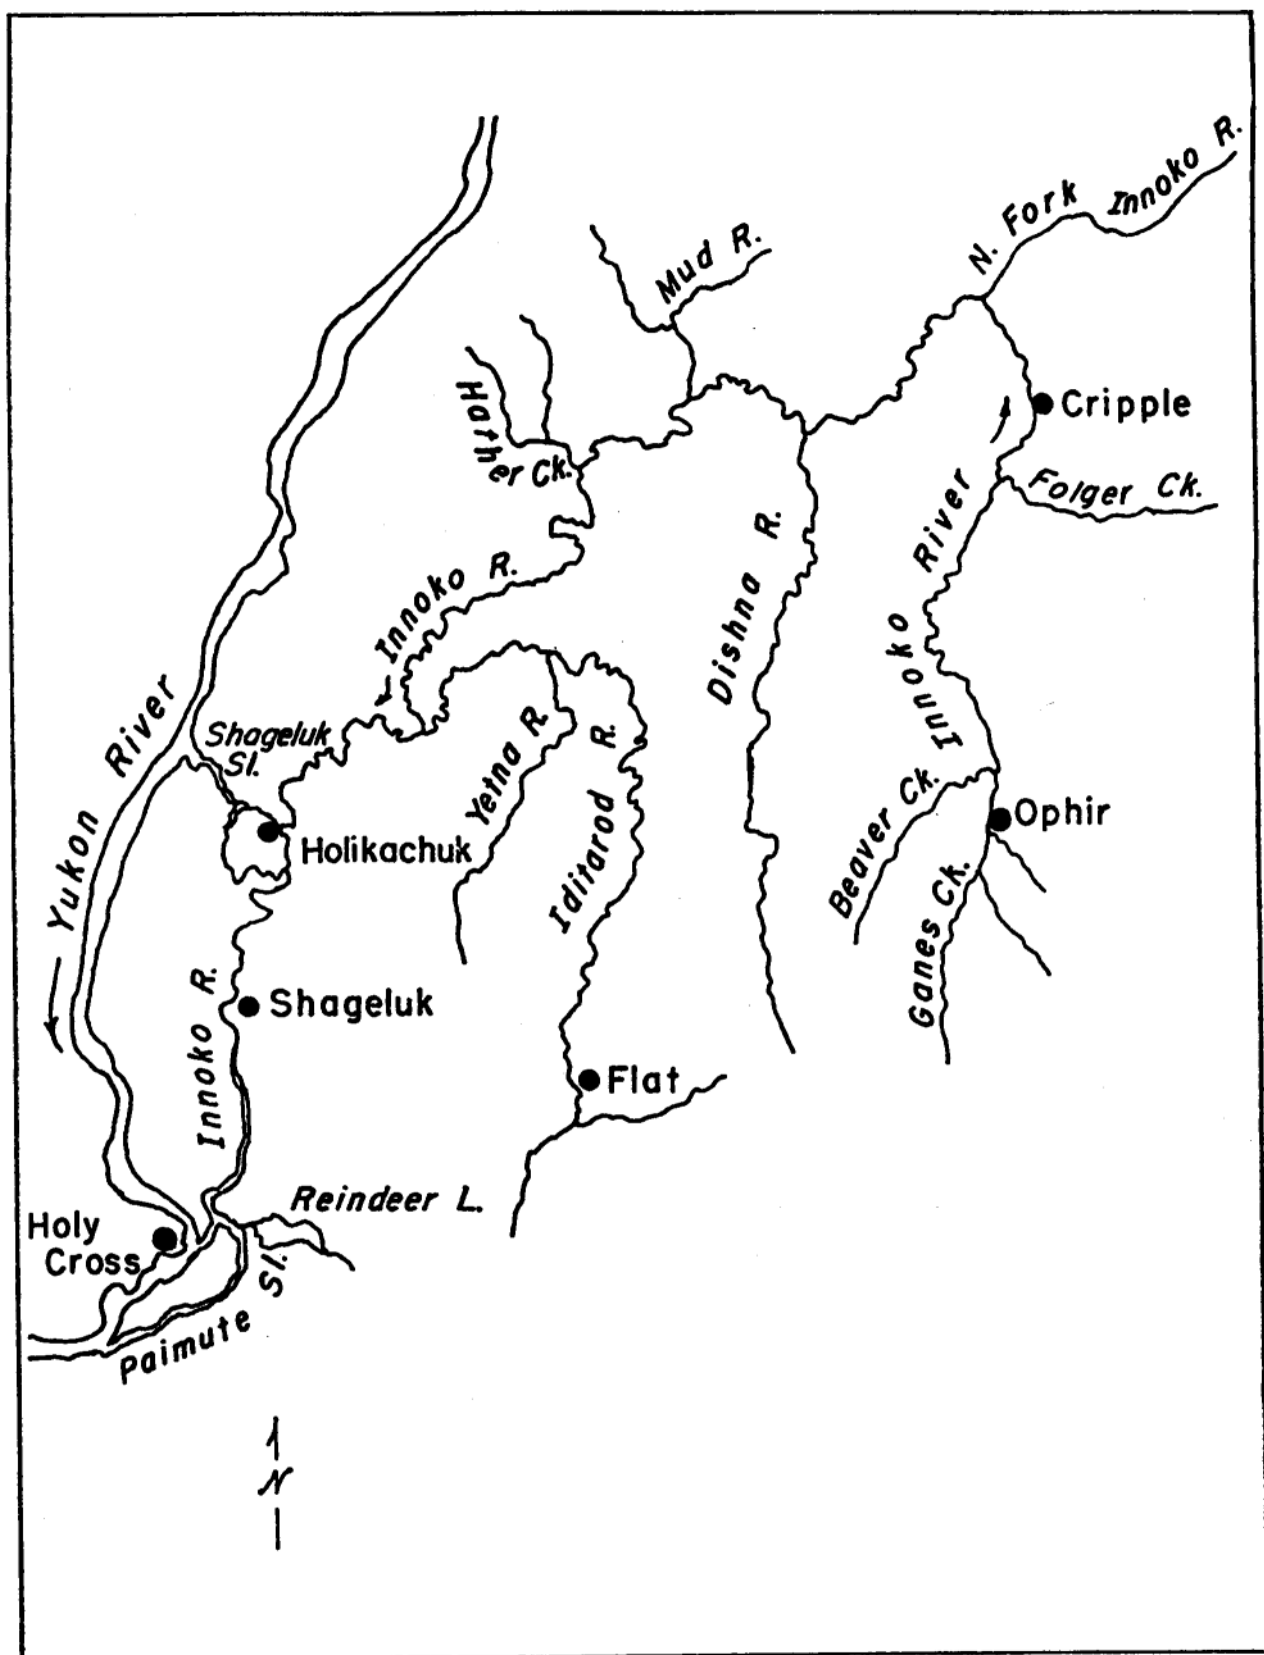 N. Fork Innoko R.
Mud R.
Hather Ck.
Cripple
Folger Ck.
Innoko R.
Dishna R.
Innoko River
Shageluk
Sl.
Yukon River
Yetna R.
Iditarod R.
Beaver Ck.
Ophir
Holikachuk
Ganes Ck.
Innoko R.
Shageluk
Flat
Reindeer L.
Holy
Cross
Paimute Sl.
N